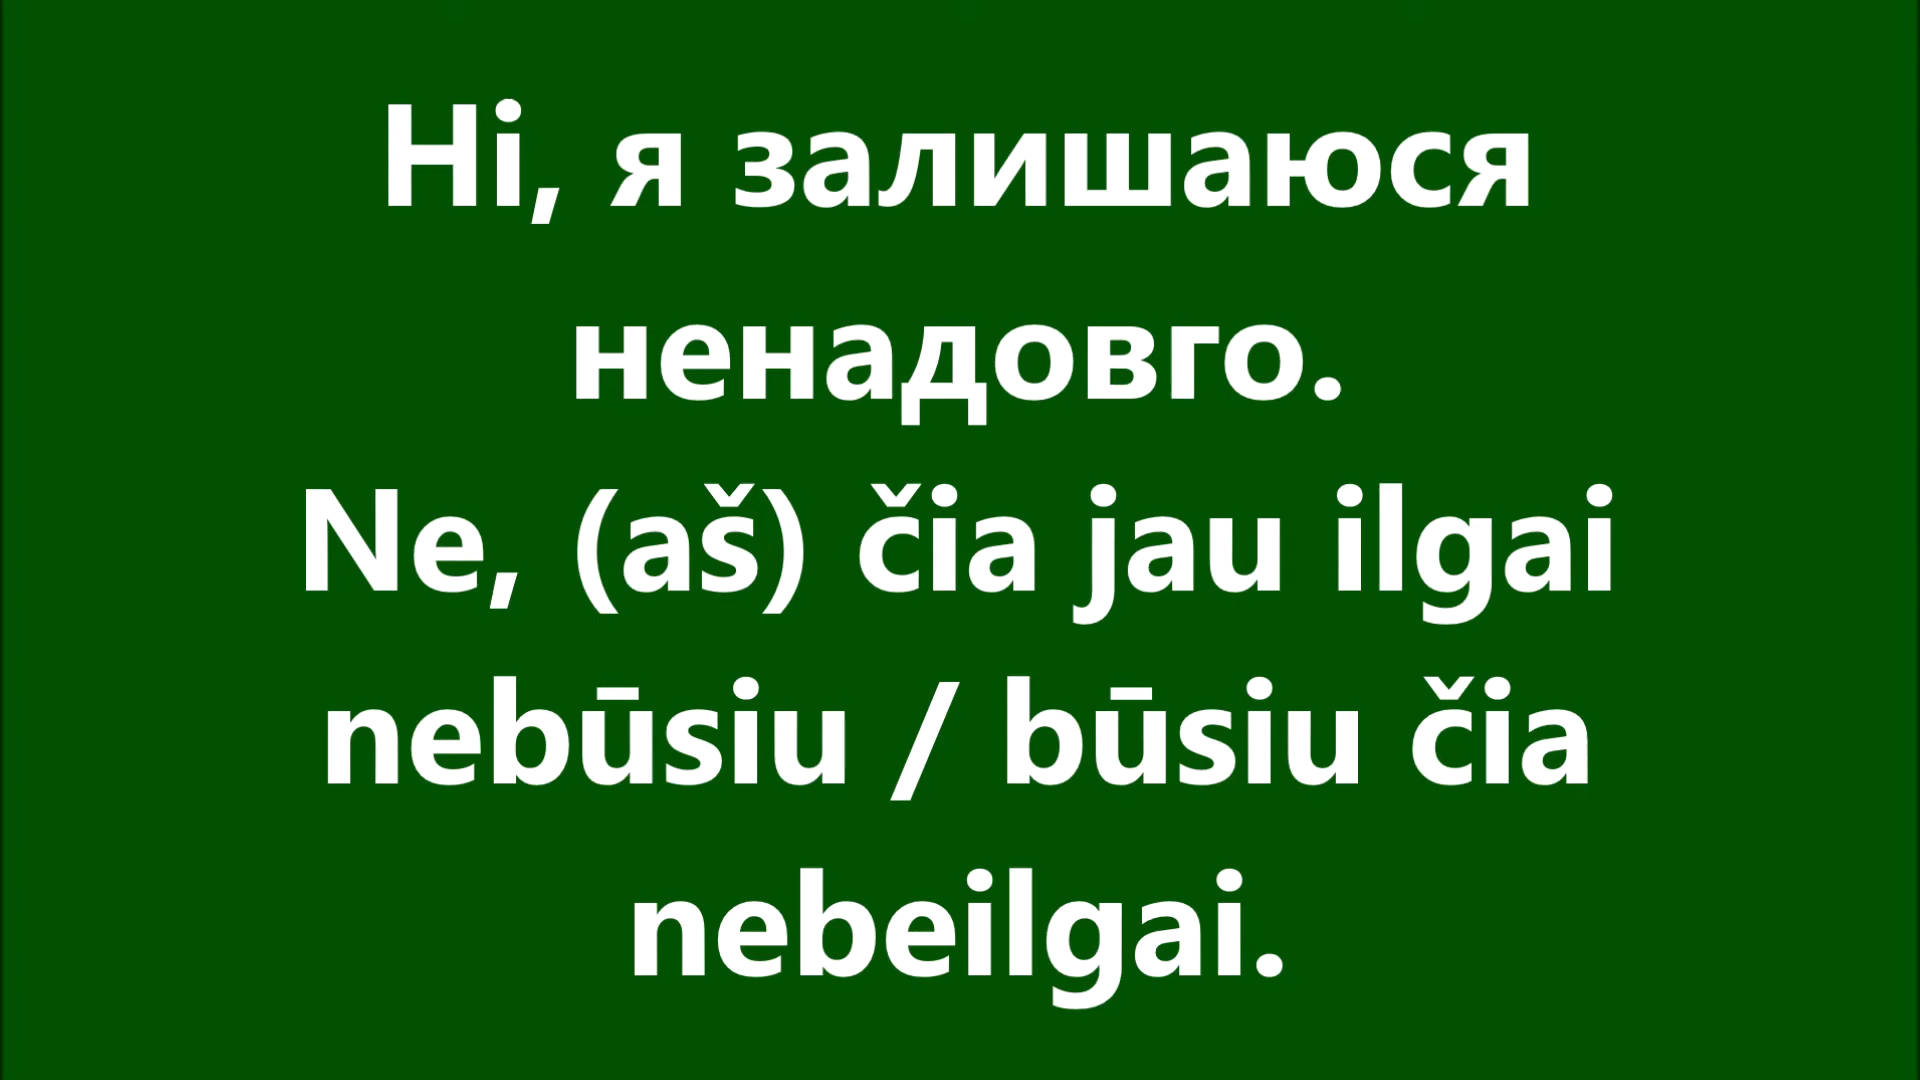 Ні, я залишаюся
ненадовго.
Ne, (aš) čia jau ilgai
nebūsiu / būsiu čia
nebeilgai.